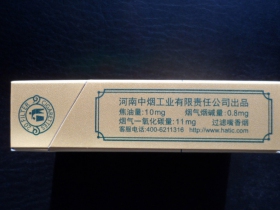 河南中烟工业有限责任公司出品
焦油量:10mg 烟气烟碱量:0.8mg
烟气一氧化碳量:11mg 过滤嘴香烟
客服电话:400-6211316 http://www.hatic.com